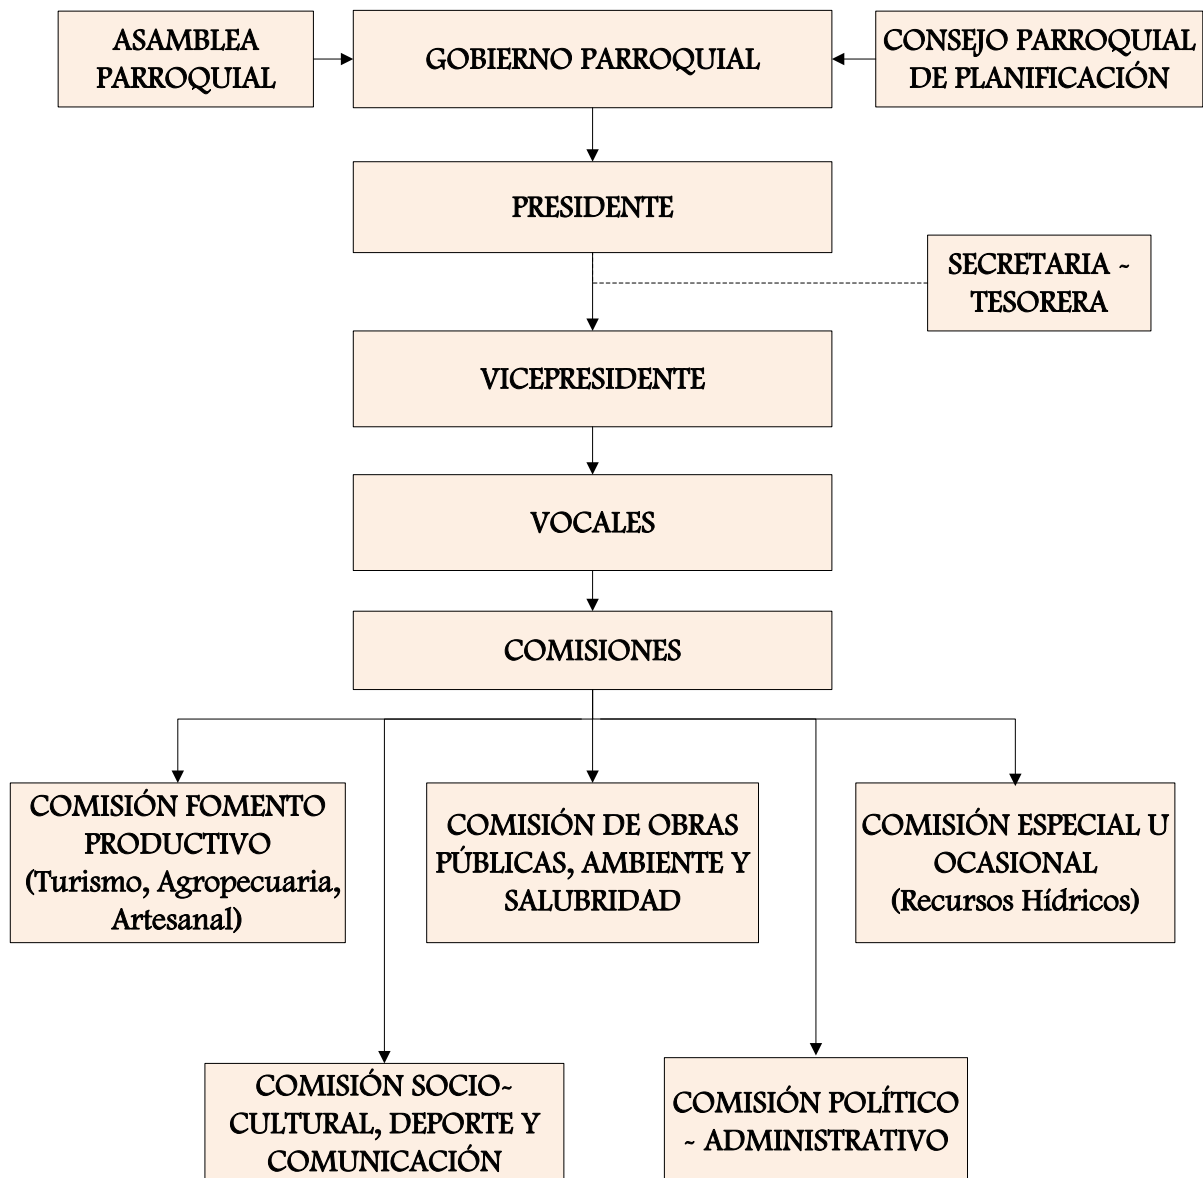 ASAMBLEA
PARROQUIAL
GOBIERNO PARROQUIAL
CONSEJO PARROQUIAL
DE PLANIFICACIÓN
PRESIDENTE
SECRETARIA -
TESORERA
VICEPRESIDENTE
VOCALES
COMISIONES
COMISIÓN FOMENTO
PRODUCTIVO
(Turismo, Agropecuaria,
Artesanal)
COMISIÓN DE OBRAS
PÚBLICAS, AMBIENTE Y
SALUBRIDAD
COMISIÓN ESPECIAL U
OCASIONAL
(Recursos Hídricos)
COMISIÓN SOCIO-
CULTURAL, DEPORTE Y
COMUNICACIÓN
COMISIÓN POLÍTICO
- ADMINISTRATIVO